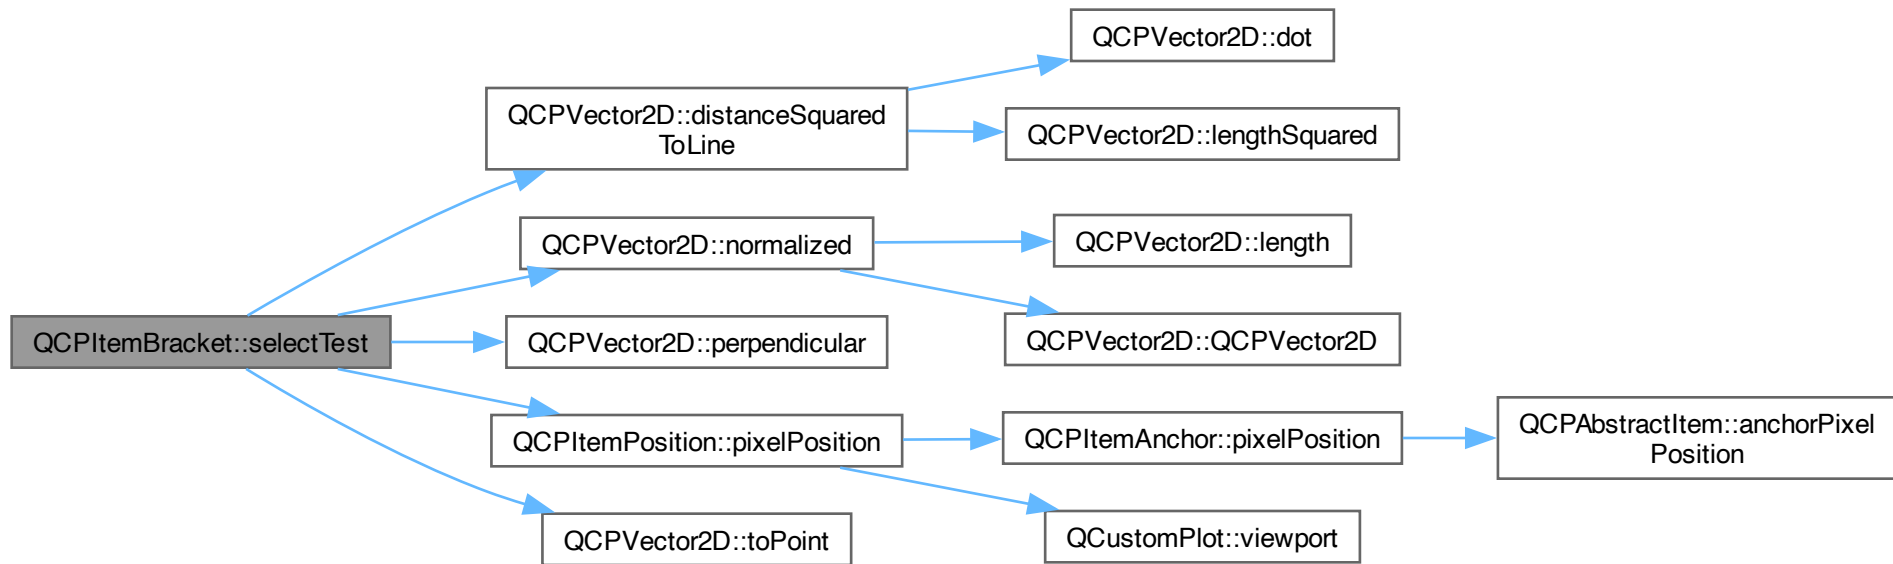 QCPItemBracket::selectTest
QCPVector2D::distanceSquared
ToLine
QCPVector2D::dot
QCPVector2D::lengthSquared
QCPVector2D::normalized
QCPVector2D::length
QCPVector2D::QCPVector2D
QCPVector2D::perpendicular
QCPItemPosition::pixelPosition
QCPItemAnchor::pixelPosition
QCPAbstractItem::anchorPixel
Position
QCustomPlot::viewport
QCPVector2D::toPoint